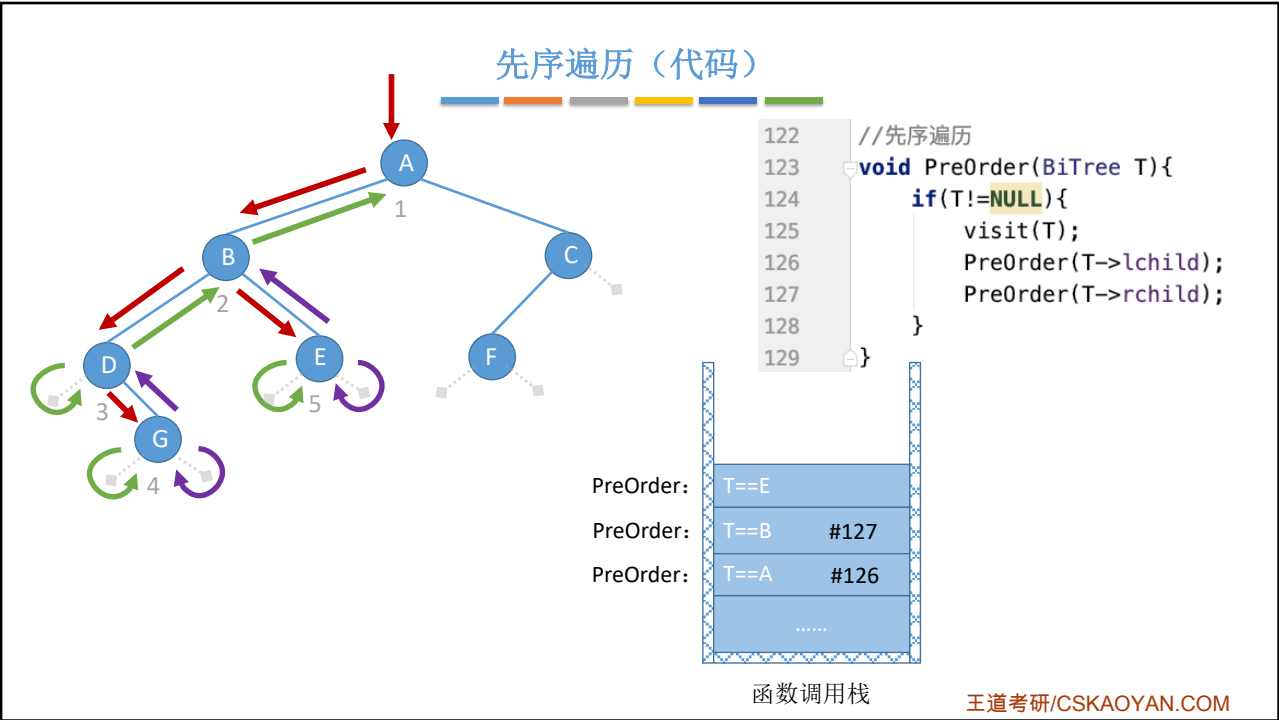 先序遍历（代码）
122 //先序遍历
123 void PreOrder(BiTree T){
124 if(T!=NULL){
125 visit(T);
126 PreOrder(T->lchild);
127 PreOrder(T->rchild);
128 }
129 }
A
1
B
C
2
D
E
F
3
5
G
4
PreOrder： T==E
PreOrder： T==B #127
PreOrder： T==A #126
……
函数调用栈
王道考研/CSKAOYAN.COM